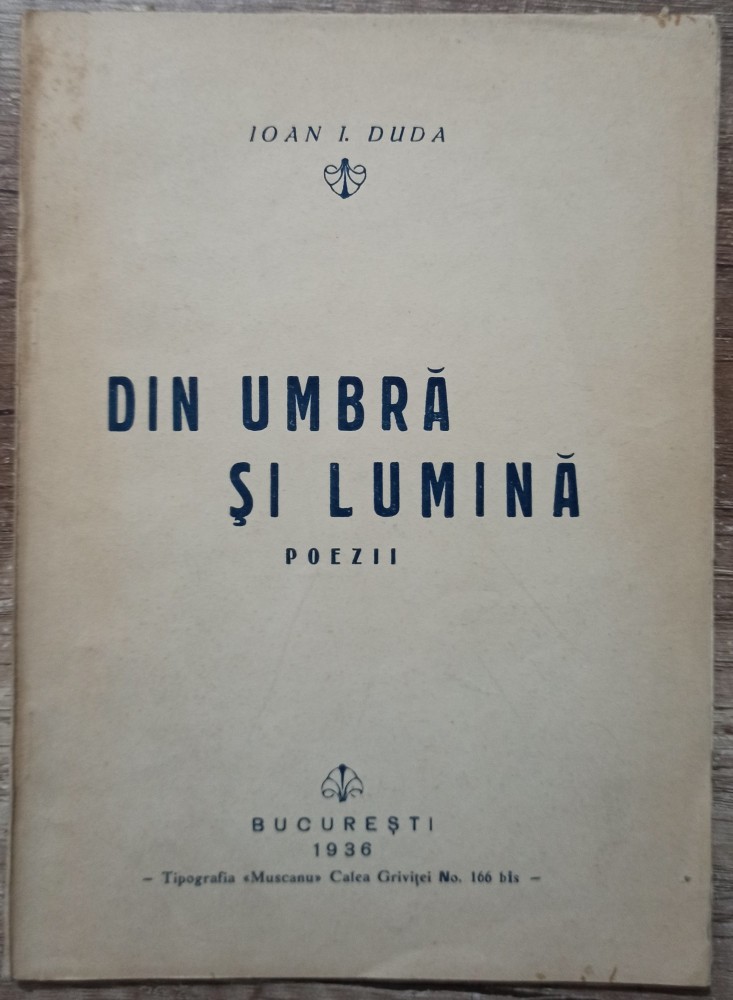 IOAN I. DUDA
DIN UMBRĂ
ŞI LUMINĂ
POEZII
BUCUREŞTI
1936
– Tipografia «Muscanu» Calea Griviţei No. 166 bis –